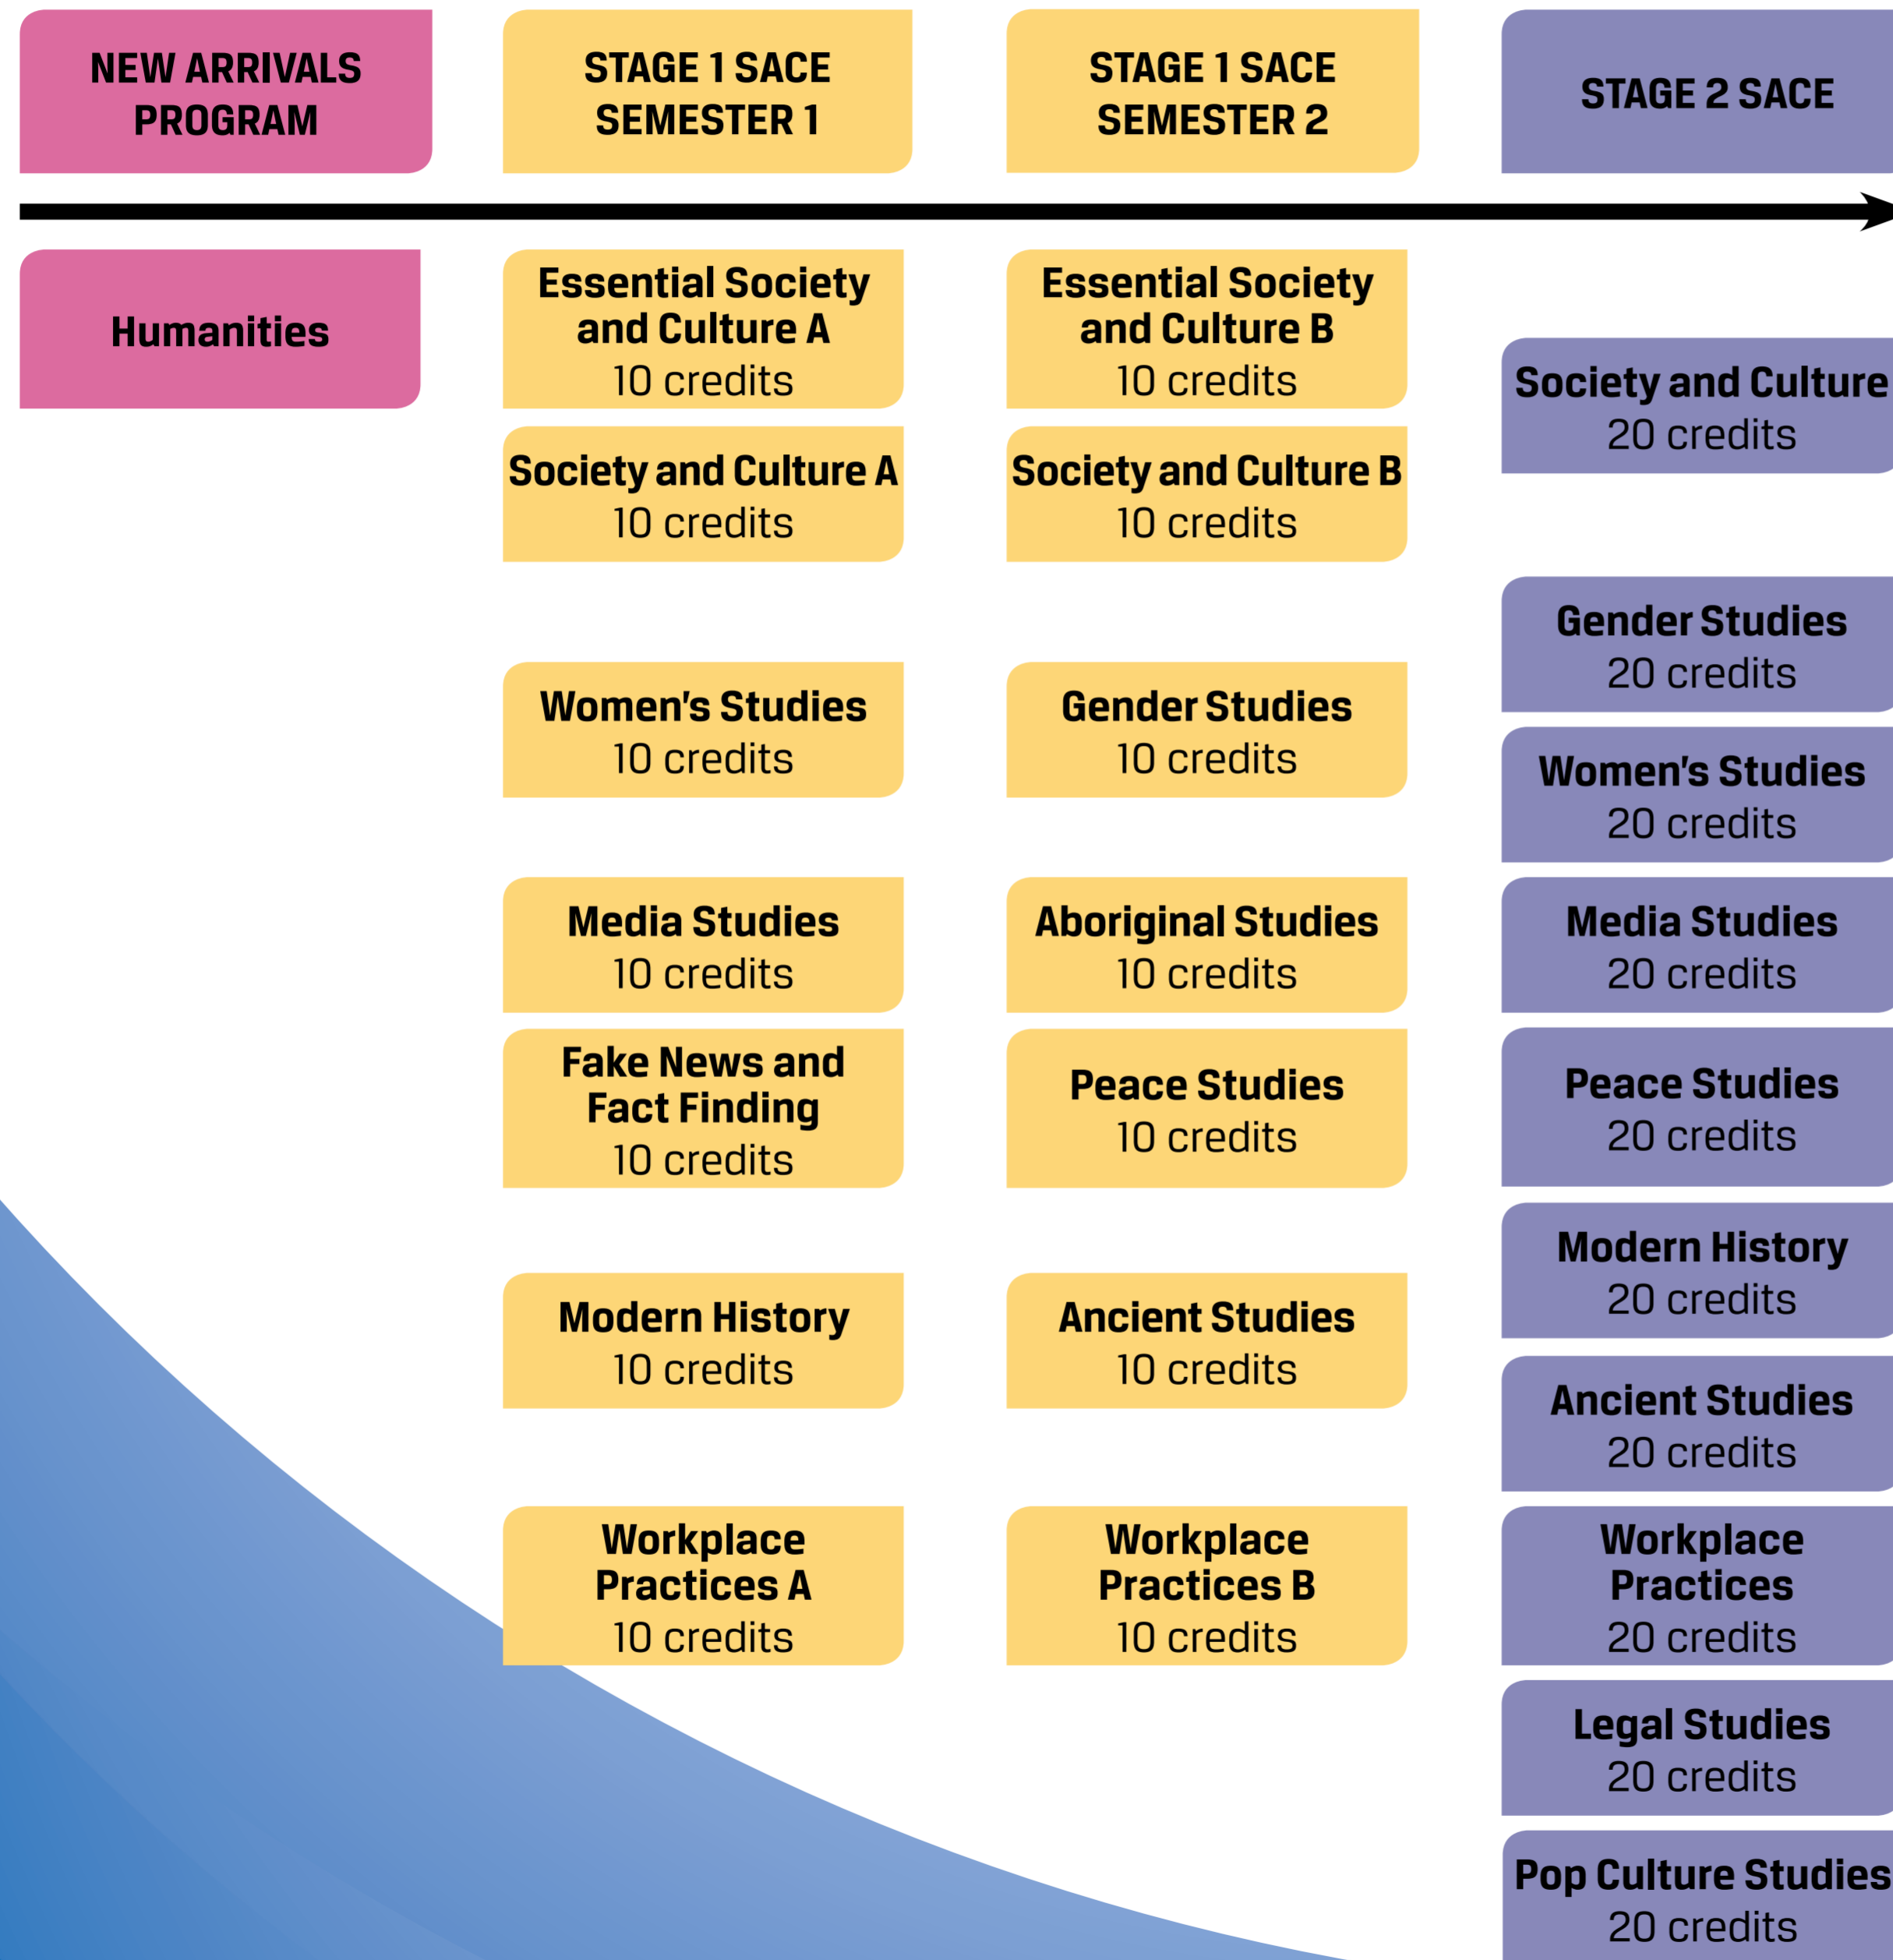 NEW ARRIVALS
PROGRAM
STAGE 1 SACE
SEMESTER 1
STAGE 1 SACE
SEMESTER 2
STAGE 2 SACE
Humanities
Essential Society
and Culture A
10 credits
Society and Culture A
10 credits
Women's Studies
10 credits
Media Studies
10 credits
Fake News and
Fact Finding
10 credits
Modern History
10 credits
Workplace
Practices A
10 credits
Essential Society
and Culture B
10 credits
Society and Culture B
10 credits
Gender Studies
10 credits
Aboriginal Studies
10 credits
Peace Studies
10 credits
Ancient Studies
10 credits
Workplace
Practices B
10 credits
Society and Culture
20 credits
Gender Studies
20 credits
Women's Studies
20 credits
Media Studies
20 credits
Peace Studies
20 credits
Modern History
20 credits
Ancient Studies
20 credits
Workplace
Practices
20 credits
Legal Studies
20 credits
Pop Culture Studies
20 credits